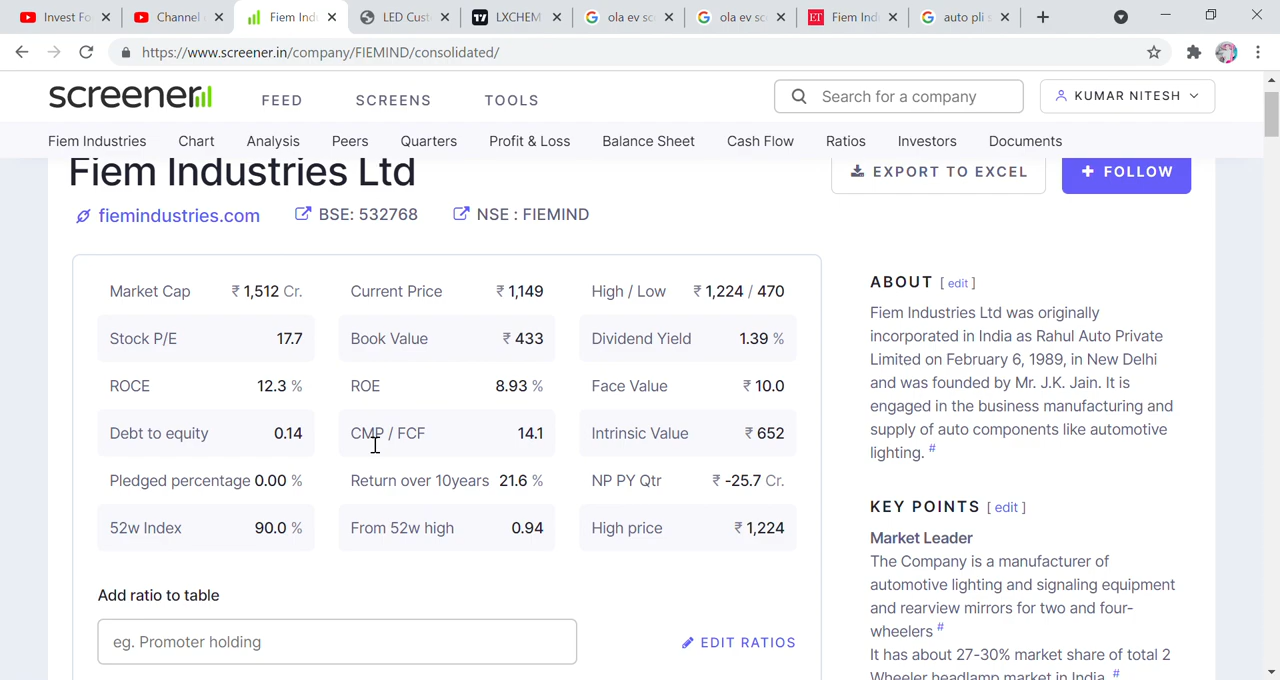 Invest Fo
Channel
Fiem Ind
LED Cust
LXCHEM
ola ev sc
ola ev sc
Fiem Ind
auto pli s
https://www.screener.in/company/FIEMIND/consolidated/
screener
FEED
SCREENS
TOOLS
Search for a company
KUMAR NITESH
Fiem Industries
Chart
Analysis
Peers
Quarters
Profit & Loss
Balance Sheet
Cash Flow
Ratios
Investors
Documents
Fiem Industries Ltd
EXPORT TO EXCEL
+ FOLLOW
fiemindustries.com
BSE: 532768
NSE : FIEMIND
Market Cap ₹ 1,512 Cr.
Current Price ₹ 1,149
High / Low ₹ 1,224 / 470
Stock P/E 17.7
Book Value ₹ 433
Dividend Yield 1.39 %
ROCE 12.3 %
ROE 8.93 %
Face Value ₹ 10.0
Debt to equity 0.14
CMP / FCF 14.1
Intrinsic Value ₹ 652
Pledged percentage 0.00 %
Return over 10years 21.6 %
NP PY Qtr ₹ -25.7 Cr.
52w Index 90.0 %
From 52w high 0.94
High price ₹ 1,224
Add ratio to table
eg. Promoter holding
EDIT RATIOS
ABOUT [ edit ]
Fiem Industries Ltd was originally
incorporated in India as Rahul Auto Private
Limited on February 6, 1989, in New Delhi
and was founded by Mr. J.K. Jain. It is
engaged in the business manufacturing and
supply of auto components like automotive
lighting. #
KEY POINTS [ edit ]
Market Leader
The Company is a manufacturer of
automotive lighting and signaling equipment
and rearview mirrors for two and four-
wheelers #
It has about 27-30% market share of total 2
Wheeler headlamp market in India. #